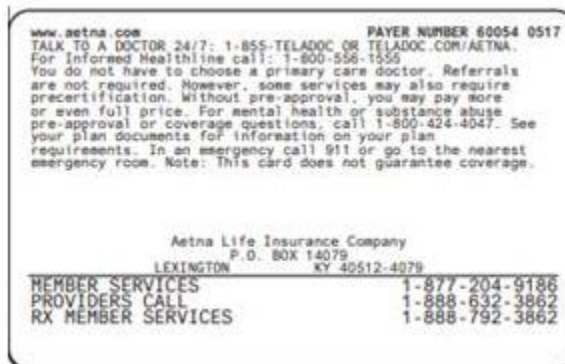 www.aetna.com PAYER NUMBER 60054 0517
TALK TO A DOCTOR 24/7: 1-855-TELADOC OR TELADOC.COM/AETNA.
For Informed Healthline call: 1-800-556-1555
You do not have to choose a primary care doctor. Referrals
are not required. However, some services may also require
precertification. Without pre-approval, you may pay more
or even full price. For mental health or substance abuse
pre-approval or coverage questions, call 1-800-424-4047. See
your plan documents for information on your plan
requirements. In an emergency call 911 or go to the nearest
emergency room. Note: This card does not guarantee coverage.
Aetna Life Insurance Company
P.O. BOX 14079
LEXINGTON KY 40512-4079
MEMBER SERVICES 1-877-204-9186
PROVIDERS CALL 1-888-632-3862
RX MEMBER SERVICES 1-888-792-3862